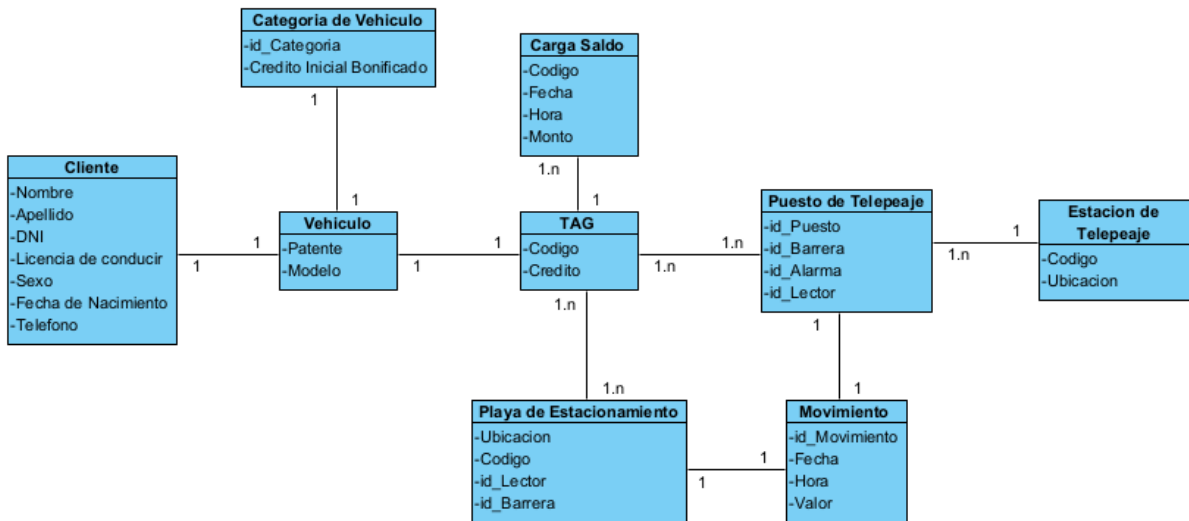 Categoria de Vehiculo
-id_Categoria
-Credito Inicial Bonificado
1
1
Carga Saldo
-Codigo
-Fecha
-Hora
-Monto
1.n
1
Cliente
-Nombre
-Apellido
-DNI
-Licencia de conducir
-Sexo
-Fecha de Nacimiento
-Telefono
1
1
Vehiculo
-Patente
-Modelo
1
1
TAG
-Codigo
-Credito
1.n
1.n
Puesto de Telepeaje
-id_Puesto
-id_Barrera
-id_Alarma
-id_Lector
1
1.n
Estacion de
Telepeaje
-Codigo
-Ubicacion
1.n
1.n
1
1
Playa de Estacionamiento
-Ubicacion
-Codigo
-id_Lector
-id_Barrera
1
1
Movimiento
-id_Movimiento
-Fecha
-Hora
-Valor